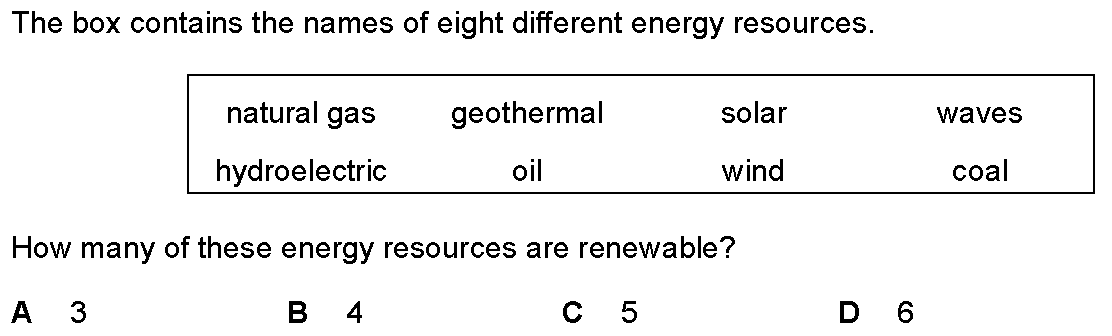 The box contains the names of eight different energy resources.
natural gas geothermal solar waves
hydroelectric oil wind coal
How many of these energy resources are renewable?
A 3 B 4 C 5 D 6